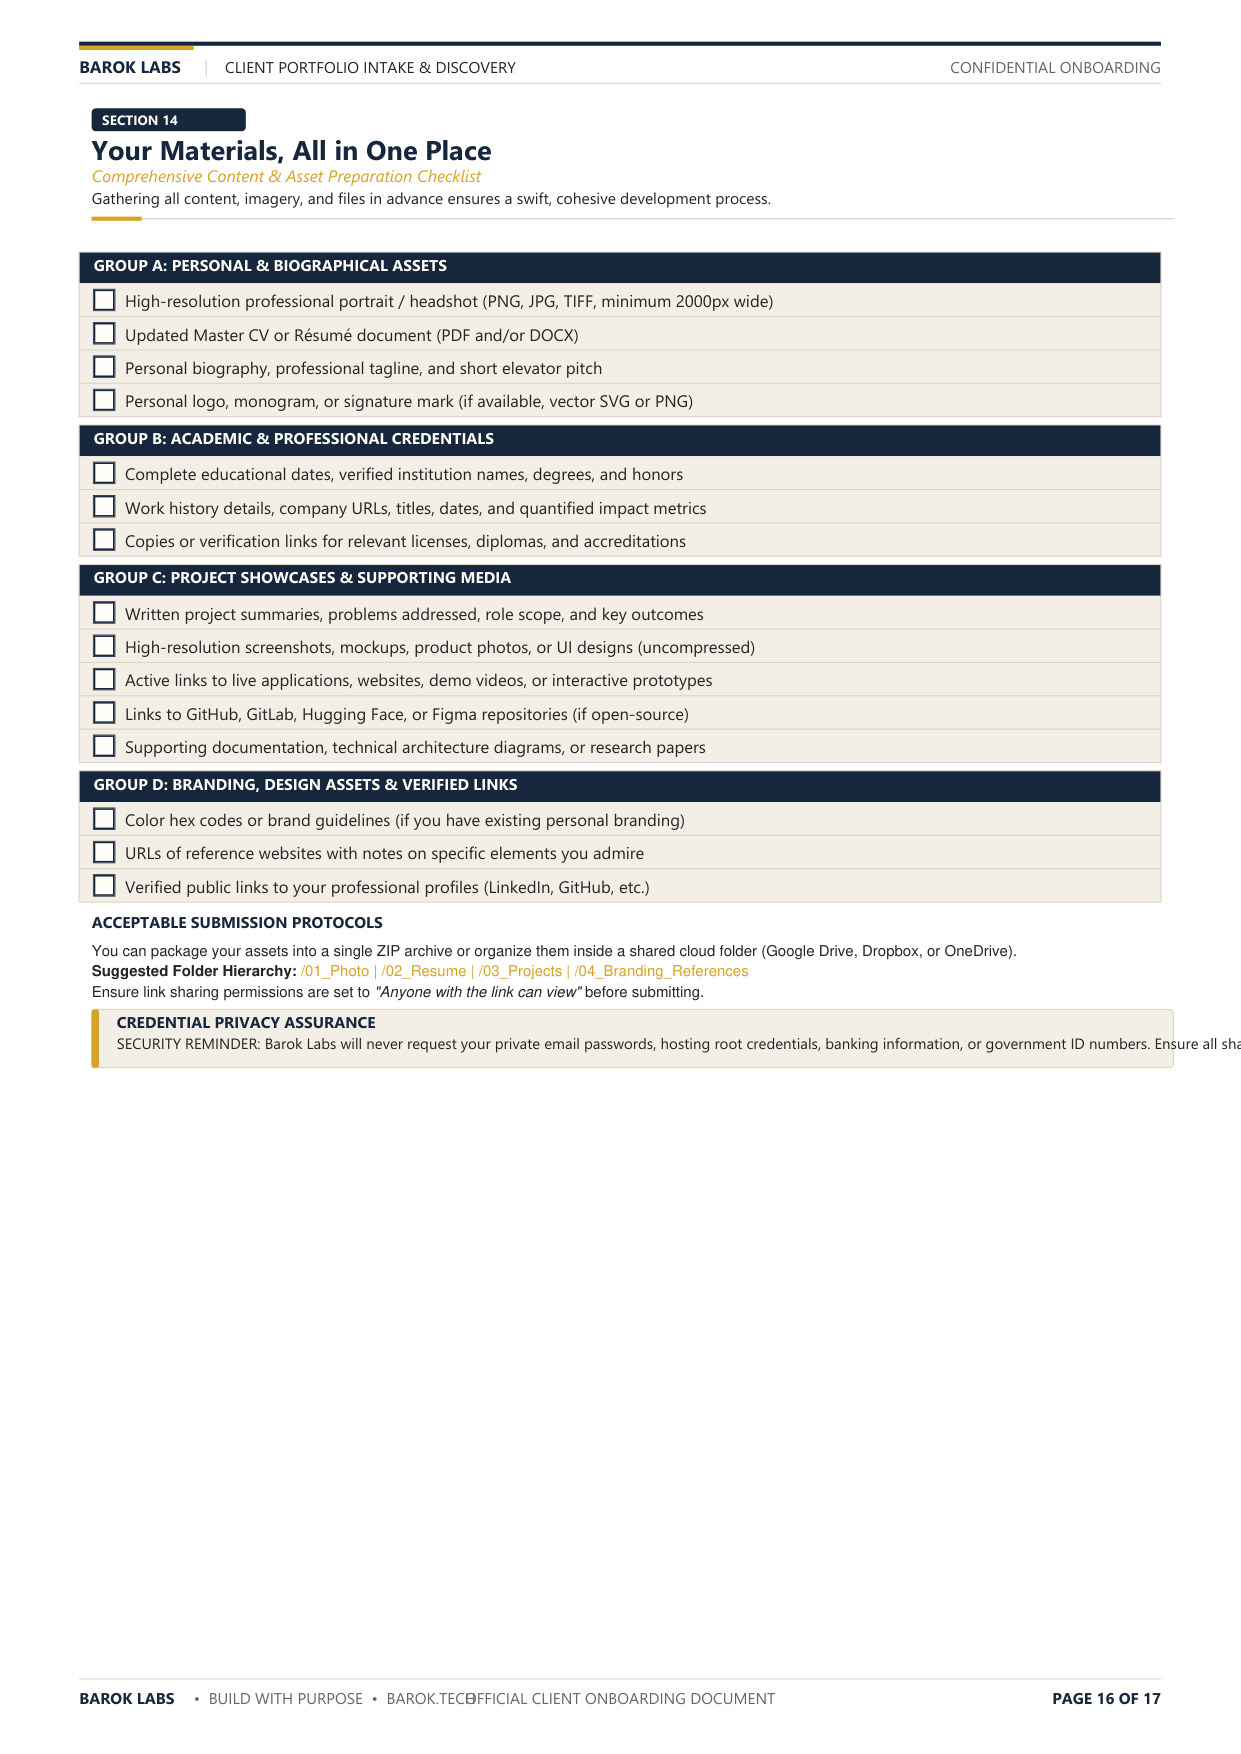 BAROK LABS | CLIENT PORTFOLIO INTAKE & DISCOVERY CONFIDENTIAL ONBOARDING
SECTION 14
Your Materials, All in One Place
Comprehensive Content & Asset Preparation Checklist
Gathering all content, imagery, and files in advance ensures a swift, cohesive development process.
GROUP A: PERSONAL & BIOGRAPHICAL ASSETS
High-resolution professional portrait / headshot (PNG, JPG, TIFF, minimum 2000px wide)
Updated Master CV or Résumé document (PDF and/or DOCX)
Personal biography, professional tagline, and short elevator pitch
Personal logo, monogram, or signature mark (if available, vector SVG or PNG)
GROUP B: ACADEMIC & PROFESSIONAL CREDENTIALS
Complete educational dates, verified institution names, degrees, and honors
Work history details, company URLs, titles, dates, and quantified impact metrics
Copies or verification links for relevant licenses, diplomas, and accreditations
GROUP C: PROJECT SHOWCASES & SUPPORTING MEDIA
Written project summaries, problems addressed, role scope, and key outcomes
High-resolution screenshots, mockups, product photos, or UI designs (uncompressed)
Active links to live applications, websites, demo videos, or interactive prototypes
Links to GitHub, GitLab, Hugging Face, or Figma repositories (if open-source)
Supporting documentation, technical architecture diagrams, or research papers
GROUP D: BRANDING, DESIGN ASSETS & VERIFIED LINKS
Color hex codes or brand guidelines (if you have existing personal branding)
URLs of reference websites with notes on specific elements you admire
Verified public links to your professional profiles (LinkedIn, GitHub, etc.)
ACCEPTABLE SUBMISSION PROTOCOLS
You can package your assets into a single ZIP archive or organize them inside a shared cloud folder (Google Drive, Dropbox, or OneDrive).
Suggested Folder Hierarchy: /01_Photo | /02_Resume | /03_Projects | /04_Branding_References
Ensure link sharing permissions are set to "Anyone with the link can view" before submitting.
CREDENTIAL PRIVACY ASSURANCE
SECURITY REMINDER: Barok Labs will never request your private email passwords, hosting root credentials, banking information, or government ID numbers. Ensure all
BAROK LABS • BUILD WITH PURPOSE • BAROK.TECH OFFICIAL CLIENT ONBOARDING DOCUMENT PAGE 16 OF 17